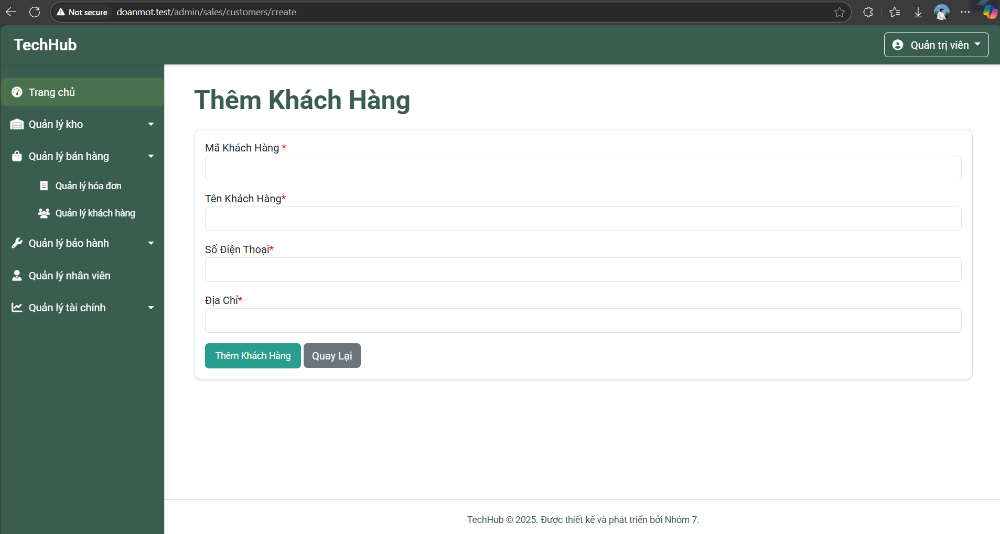 Not secure doanmot.test/admin/sales/customers/create
TechHub
Quản trị viên
Trang chủ
Quản lý kho
Quản lý bán hàng
Quản lý hóa đơn
Quản lý khách hàng
Quản lý bảo hành
Quản lý nhân viên
Quản lý tài chính
Thêm Khách Hàng
Mã Khách Hàng *
Tên Khách Hàng*
Số Điện Thoại*
Địa Chỉ*
Thêm Khách Hàng
Quay Lại
TechHub © 2025. Được thiết kế và phát triển bởi Nhóm 7.